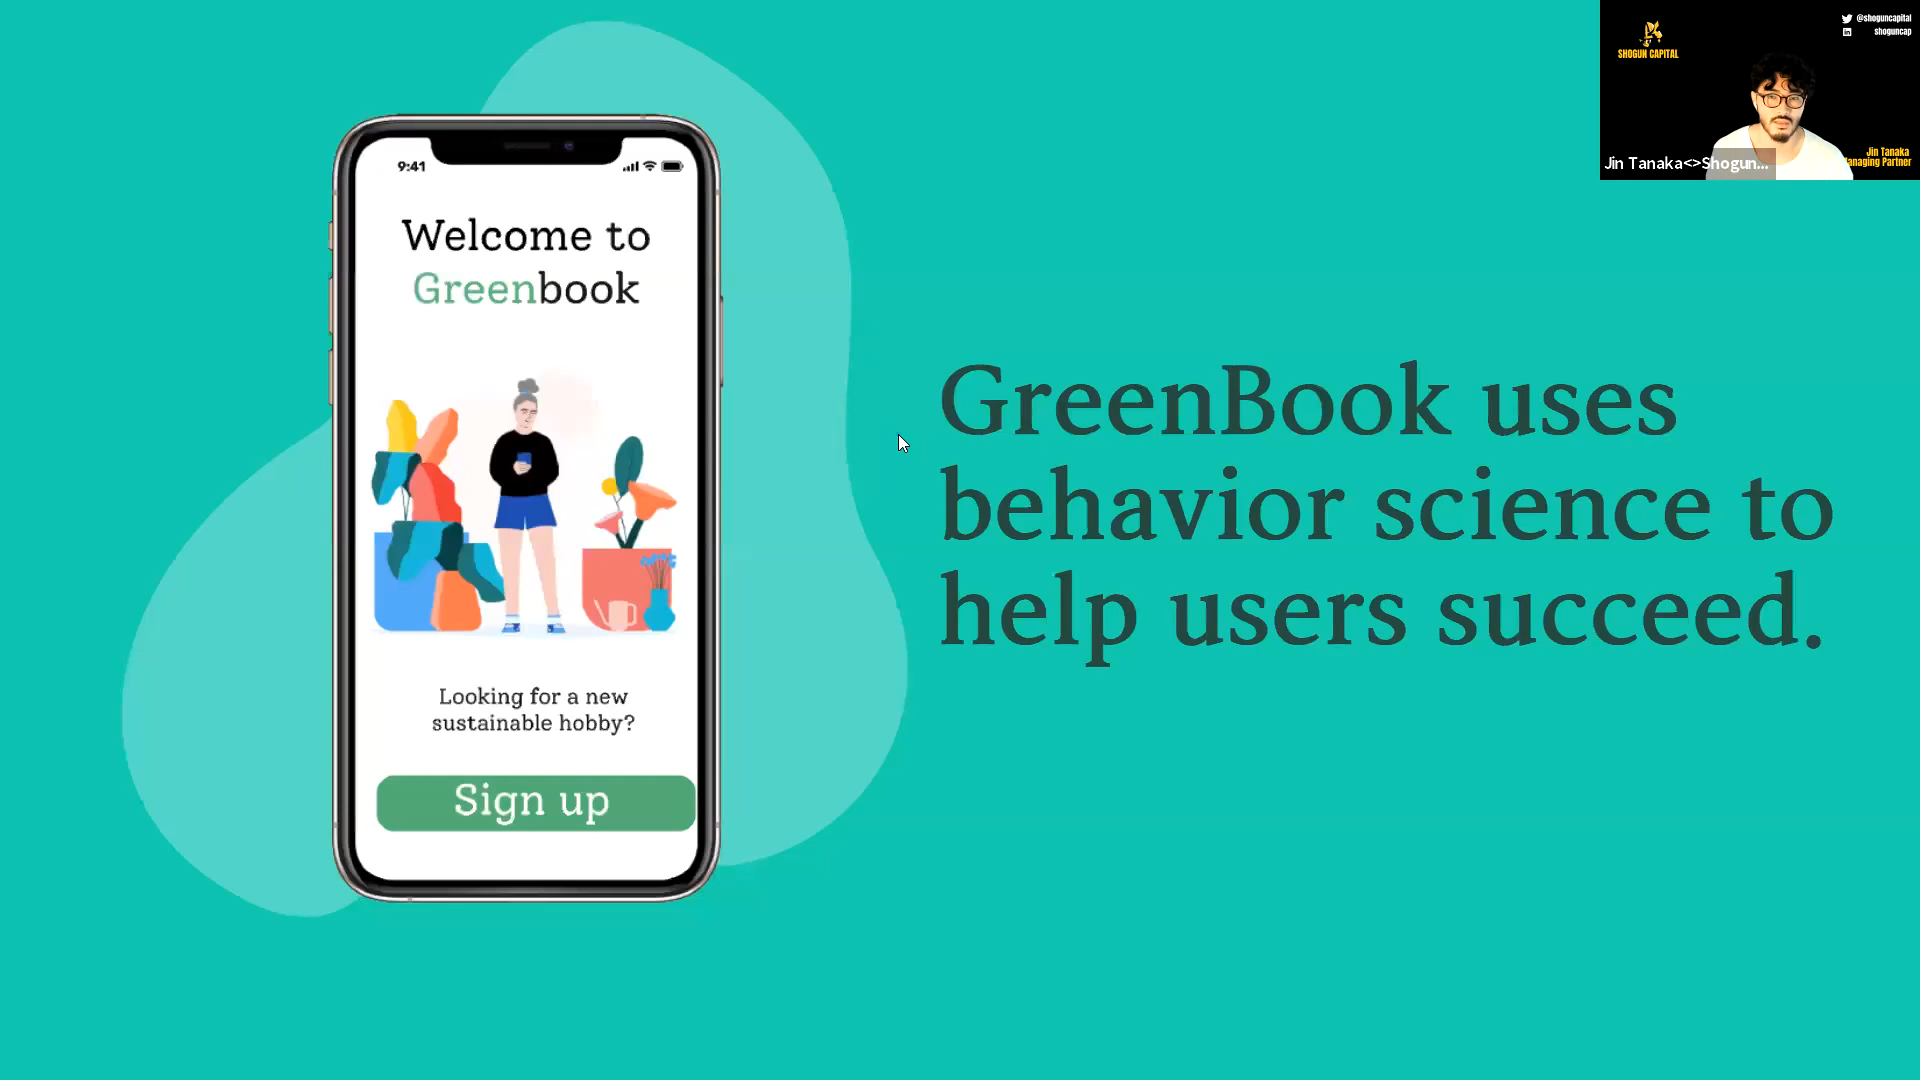 9:41
Welcome to
Greenbook
Looking for a new
sustainable hobby?
Sign up
GreenBook uses
behavior science to
help users succeed.
SHOGUN CAPITAL
@shoguncapital
shoguncap
Jin Tanaka
Managing Partner
Jin Tanaka<>Shogun...